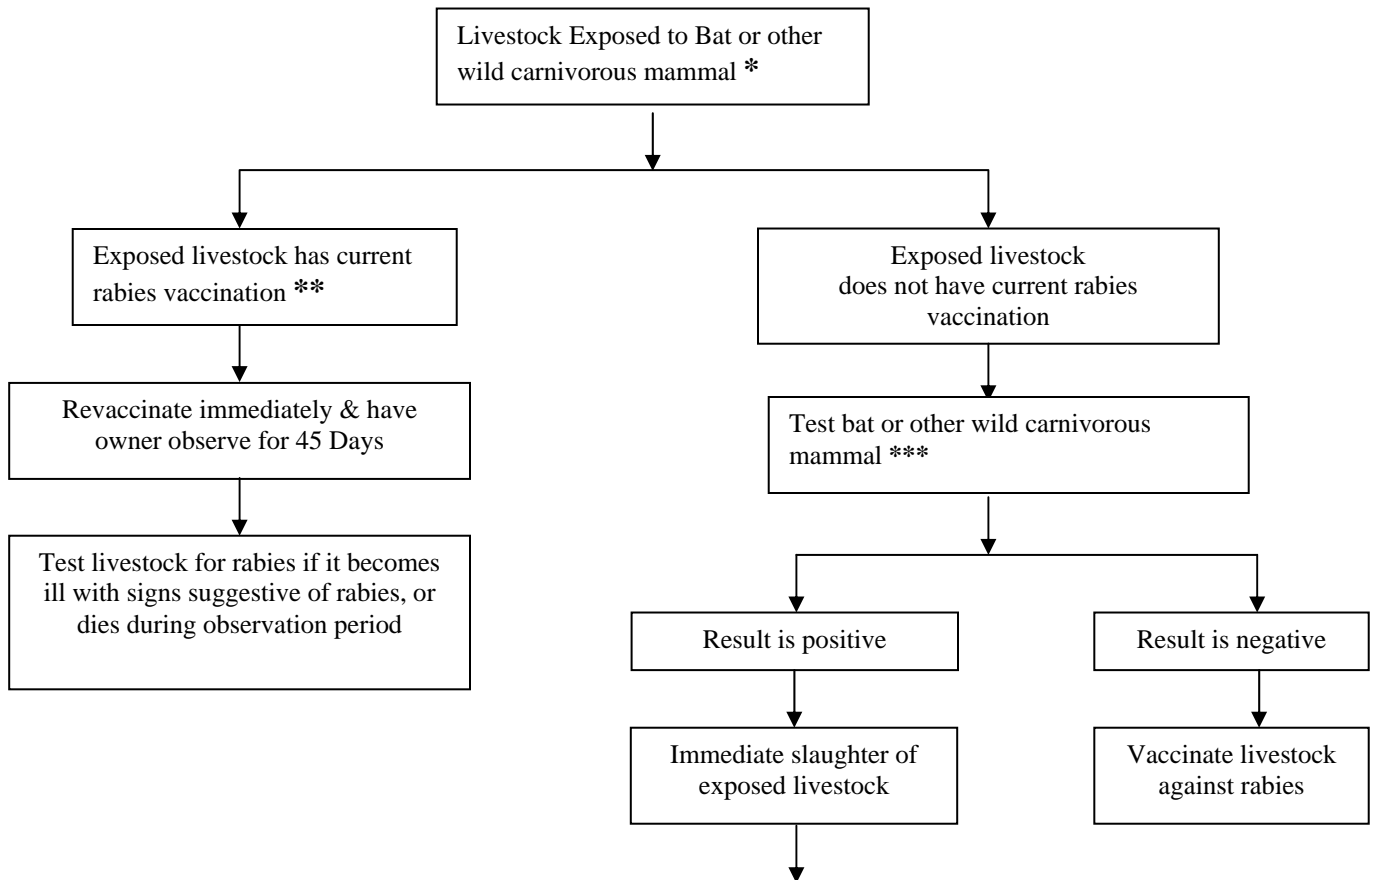 Livestock Exposed to Bat or other
wild carnivorous mammal *
Exposed livestock has current
rabies vaccination **
Exposed livestock
does not have current rabies
vaccination
Revaccinate immediately & have
owner observe for 45 Days
Test bat or other wild carnivorous
mammal ***
Test livestock for rabies if it becomes
ill with signs suggestive of rabies, or
dies during observation period
Result is positive
Result is negative
Immediate slaughter of
exposed livestock
Vaccinate livestock
against rabies